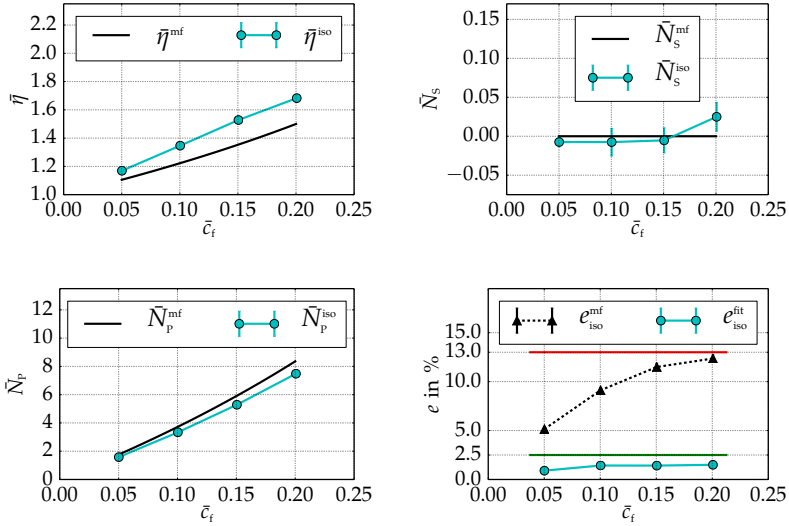 2.2
2.0
1.8
1.6
1.4
1.2
1.0
η̄
η̄^mf η̄^iso
0.00 0.05 0.10 0.15 0.20 0.25
c̄_f
0.15
0.10
0.05
0.00
−0.05
N̄_S
N̄_S^mf
N̄_S^iso
0.00 0.05 0.10 0.15 0.20 0.25
c̄_f
12
10
8
6
4
2
0
N̄_P
N̄_P^mf N̄_P^iso
0.00 0.05 0.10 0.15 0.20 0.25
c̄_f
15.0
13.0
10.0
5.0
2.5
0.0
e in %
e_iso^mf e_iso^fit
0.00 0.05 0.10 0.15 0.20 0.25
c̄_f